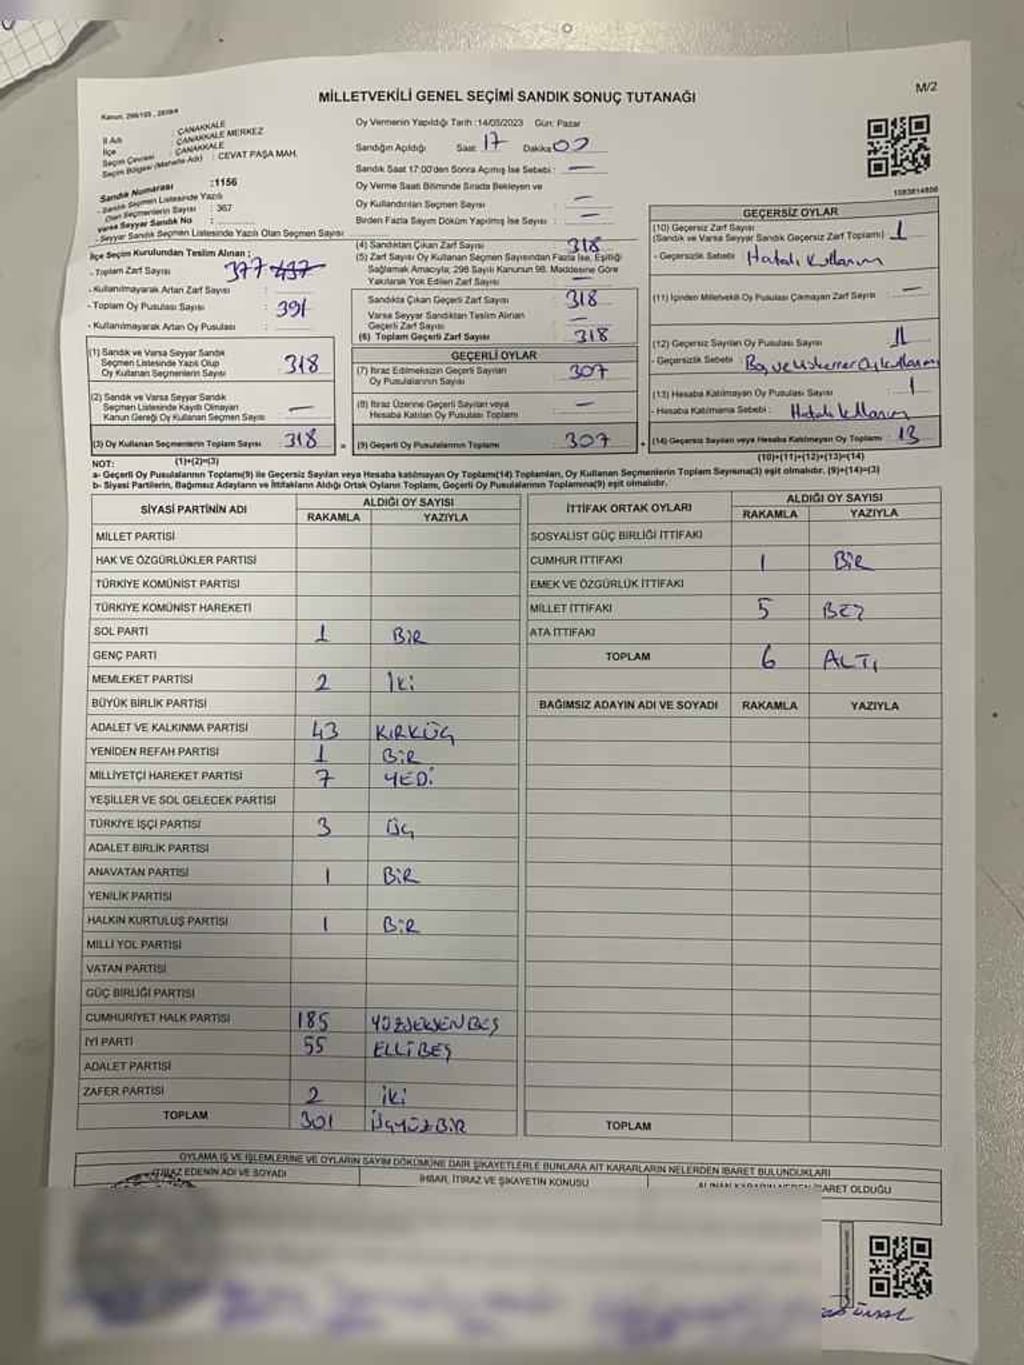 M/2
MİLLETVEKİLİ GENEL SEÇİMİ SANDIK SONUÇ TUTANAĞI
İl Adı : ÇANAKKALE
İlçe : ÇANAKKALE MERKEZ
Seçim Çevresi : ÇANAKKALE
Seçim Bölgesi (Mahalle Adı) : CEVAT PAŞA MAH.
Sandık Numarası :1156
- Sandık Seçmen Listesinde Yazılı
Olan Seçmenlerin Sayısı : 367
Varsa Seyyar Sandık No :
- Seyyar Sandık Seçmen Listesinde Yazılı Olan Seçmen Sayısı
İlçe Seçim Kurulundan Teslim Alınan ;
- Toplam Zarf Sayısı 377 437
- Kullanılmayarak Artan Zarf Sayısı :
- Toplam Oy Pusulası Sayısı : 391
- Kullanılmayarak Artan Oy Pusulası :
(1) Sandık ve Varsa Seyyar Sandık
Seçmen Listesinde Yazılı Olup
Oy Kullanan Seçmenlerin Sayısı 318
(2) Sandık ve Varsa Seyyar Sandık
Seçmen Listesinde Kaydı Olmayan
Kanun Gereği Oy Kullanan Seçmen Sayısı —
(3) Oy Kullanan Seçmenlerin Toplam Sayısı 318 =
Oy Vermenin Yapıldığı Tarih :14/05/2023 Gün: Pazar
Sandığın Açıldığı Saat 17 Dakika 00
Sandık Saat 17:00'den Sonra Açılmış İse Sebebi : —
Oy Verme Saati Bitiminde Sırada Bekleyen ve
Oy Kullandırılan Seçmen Sayısı : —
Birden Fazla Sayım Döküm Yapılmış İse Sayısı : —
(4) Sandıktan Çıkan Zarf Sayısı 318
(5) Zarf Sayısı Oy Kullanan Seçmen Sayısından Fazla İse, Eşitliği
Sağlamak Amacıyla; 298 Sayılı Kanunun 98. Maddesine Göre
Yakılarak Yok Edilen Zarf Sayısı : —
Sandıkta Çıkan Geçerli Zarf Sayısı 318
Varsa Seyyar Sandıktan Teslim Alınan
Geçerli Zarf Sayısı —
(6) Toplam Geçerli Zarf Sayısı 318
GEÇERLİ OYLAR
(7) İtiraz Edilmeksizin Geçerli Sayılan
Oy Pusulalarının Sayısı 307
(8) İtiraz Üzerine Geçerli Sayılan veya
Hesaba Katılan Oy Pusulası Toplamı —
(9) Geçerli Oy Pusulalarının Toplamı 307 +
GEÇERSİZ OYLAR
(10) Geçersiz Zarf Sayısı
(Sandık ve Varsa Seyyar Sandık Geçersiz Zarf Toplamı) 1
- Geçersizlik Sebebi : Hatalı Kullanım
(11) İçinden Milletvekili Oy Pusulası Çıkmayan Zarf Sayısı —
(12) Geçersiz Sayılan Oy Pusulası Sayısı 11
- Geçersizlik Sebebi : Boş ve
(13) Hesaba Katılmayan Oy Pusulası Sayısı 1
- Hesaba Katılmama Sebebi : Hatalı kullanım
(14) Geçersiz Sayılan veya Hesaba Katılmayan Oy Toplamı 13
NOT: (1)+(2)=(3) (10)+(11)+(12)+(13)=(14)
a- Geçerli Oy Pusulalarının Toplamı(9) ile Geçersiz Sayılan veya Hesaba katılmayan Oy Toplamı(14) Toplamları, Oy Kullanan Seçmenlerin Toplam Sayısına(3) eşit olmalıdır. (9)+(14)=(3)
b- Siyasi Partilerin, Bağımsız Adayların ve İttifakların Aldığı Ortak Oyların Toplamı, Geçerli Oy Pusulalarının Toplamına(9) eşit olmalıdır.
SİYASİ PARTİNİN ADI ALDIĞI OY SAYISI
RAKAMLA YAZIYLA
MİLLET PARTİSİ
HAK VE ÖZGÜRLÜKLER PARTİSİ
TÜRKİYE KOMÜNİST PARTİSİ
TÜRKİYE KOMÜNİST HAREKETİ
SOL PARTİ 1 BİR
GENÇ PARTİ
MEMLEKET PARTİSİ 2 İki
BÜYÜK BİRLİK PARTİSİ
ADALET VE KALKINMA PARTİSİ 43 KIRKÜÇ
YENİDEN REFAH PARTİSİ 1 BİR
MİLLİYETÇİ HAREKET PARTİSİ 7 YEDİ
YEŞİLLER VE SOL GELECEK PARTİSİ
TÜRKİYE İŞÇİ PARTİSİ 3 ÜÇ
ADALET BİRLİK PARTİSİ
ANAVATAN PARTİSİ 1 BİR
YENİLİK PARTİSİ
HALKIN KURTULUŞ PARTİSİ 1 BİR
MİLLİ YOL PARTİSİ
VATAN PARTİSİ
GÜÇ BİRLİĞİ PARTİSİ
CUMHURİYET HALK PARTİSİ 185 YÜZSEKSENBEŞ
İYİ PARTİ 55 ELLİBEŞ
ADALET PARTİSİ
ZAFER PARTİSİ 2 İKİ
TOPLAM 301 ÜÇYÜZBİR
İTTİFAK ORTAK OYLARI ALDIĞI OY SAYISI
RAKAMLA YAZIYLA
SOSYALİST GÜÇ BİRLİĞİ İTTİFAKI
CUMHUR İTTİFAKI 1 BİR
EMEK VE ÖZGÜRLÜK İTTİFAKI
MİLLET İTTİFAKI 5 BEŞ
ATA İTTİFAKI
TOPLAM 6 ALTI
BAĞIMSIZ ADAYIN ADI VE SOYADI RAKAMLA YAZIYLA
TOPLAM
OYLAMA İŞ VE İŞLEMLERİNE VE OYLARIN SAYIM DÖKÜMÜNE DAİR ŞİKAYETLERLE BUNLARA AİT KARARLARIN NELERDEN İBARET BULUNDUKLARI
İTİRAZ EDENİN ADI VE SOYADI İHBAR, İTİRAZ VE ŞİKAYETİN KONUSU ALINAN KARARIN NEDEN İBARET OLDUĞU